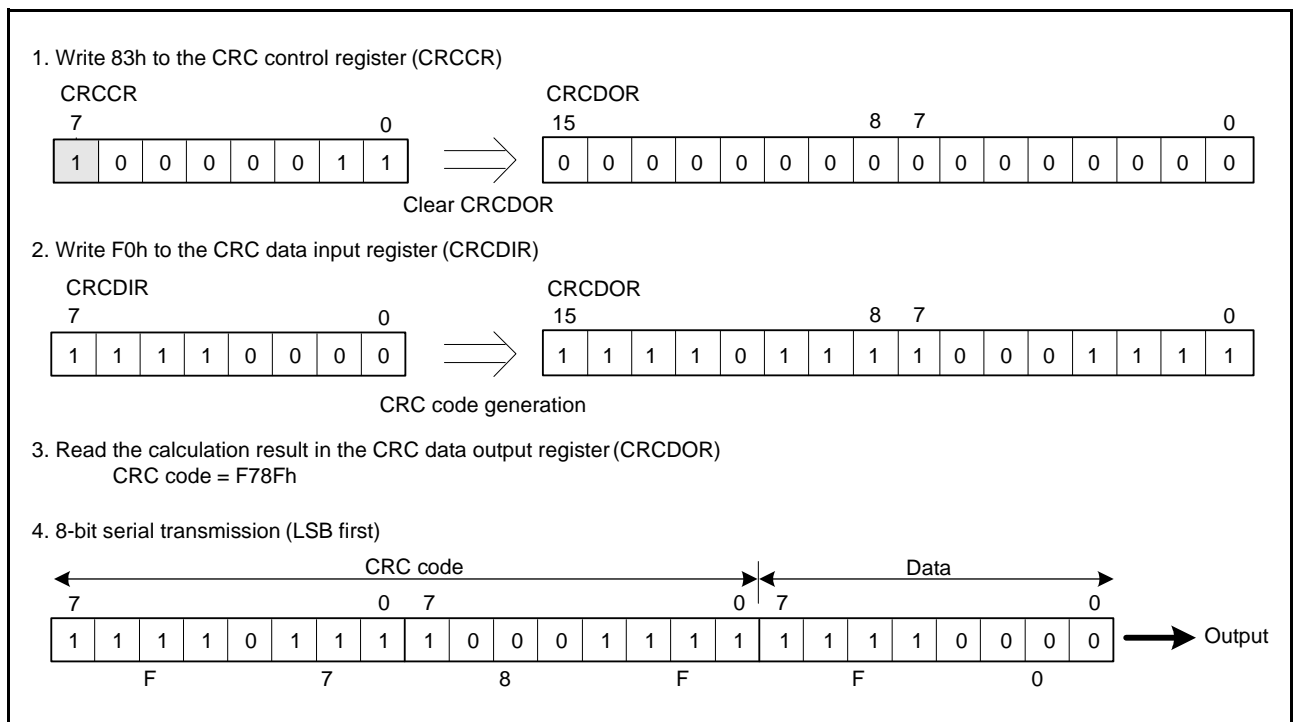 1. Write 83h to the CRC control register (CRCCR)
CRCCR CRCDOR
7 0 15 8 7 0
1 0 0 0 0 0 1 1 0 0 0 0 0 0 0 0 0 0 0 0 0 0 0 0
Clear CRCDOR
2. Write F0h to the CRC data input register (CRCDIR)
CRCDIR CRCDOR
7 0 15 8 7 0
1 1 1 1 0 0 0 0 1 1 1 1 0 1 1 1 1 0 0 0 1 1 1 1
CRC code generation
3. Read the calculation result in the CRC data output register (CRCDOR)
CRC code = F78Fh
4. 8-bit serial transmission (LSB first)
CRC code Data
7 0 7 0 7 0
1 1 1 1 0 1 1 1 1 0 0 0 1 1 1 1 1 1 1 1 0 0 0 0 Output
F 7 8 F F 0